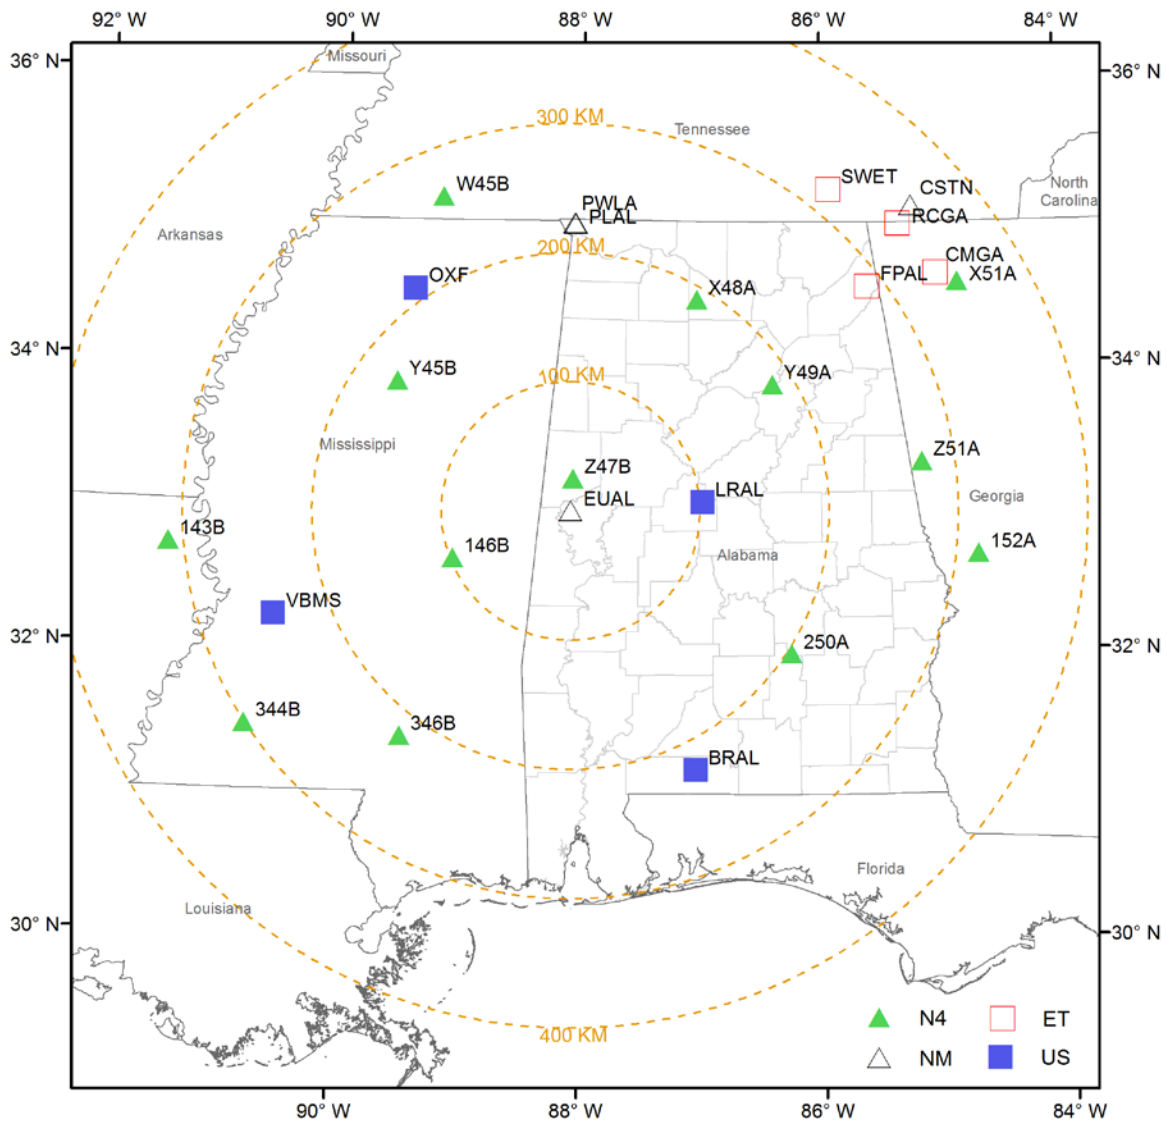 92° W
90° W
88° W
86° W
84° W
36° N
36° N
Missouri
300 KM
Tennessee
W45B
SWET
CSTN
North
Carolina
PWLA
PLAL
RCGA
Arkansas
200 KM
OXF
X48A
FPAL
CMGA
X51A
34° N
34° N
Y45B
100 KM
Y49A
Mississippi
Z47B
Z51A
EUAL
LRAL
Georgia
143B
146B
Alabama
152A
VBMS
32° N
32° N
250A
344B
346B
BRAL
Florida
Louisiana
30° N
30° N
400 KM
N4
ET
NM
US
90° W
88° W
86° W
84° W